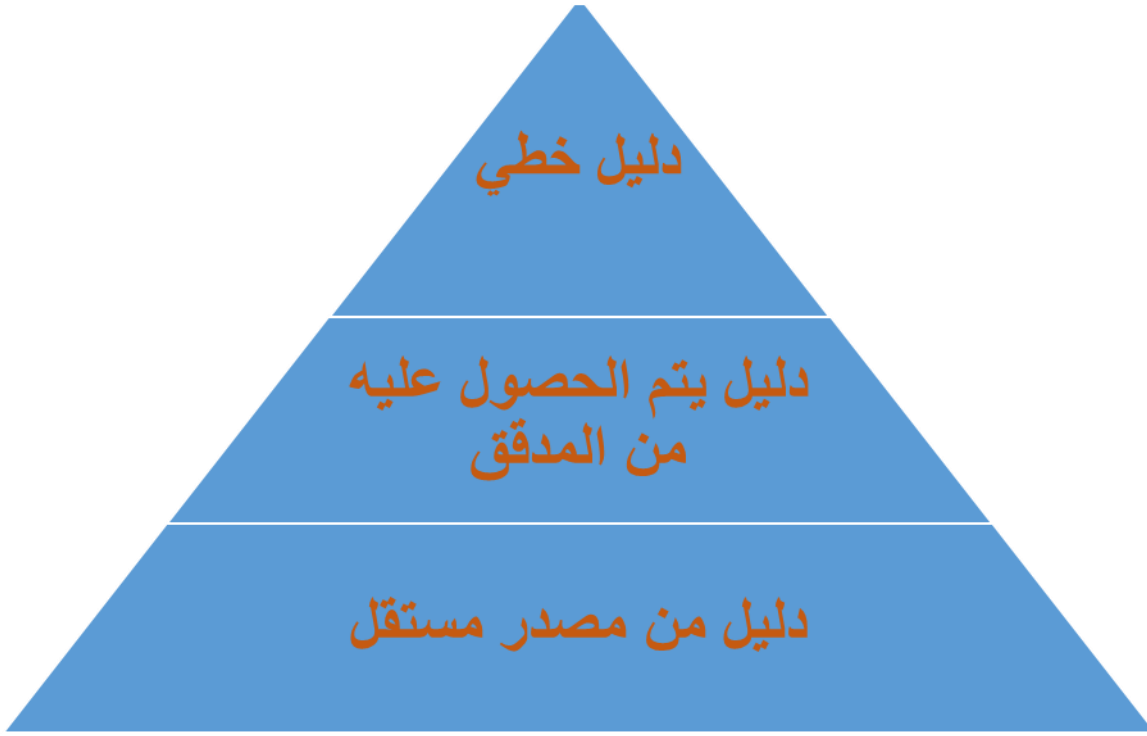 دليل خطي
دليل يتم الحصول عليه
من المدقق
دليل من مصدر مستقل